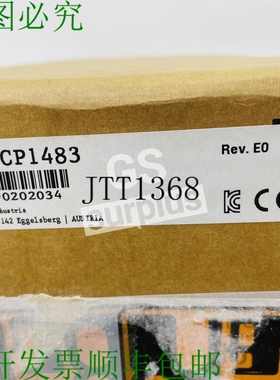 图必究
CP1483
Rev. E0
0202034
JTT1368
GS
surplus
Austria
142 Eggelsberg | AUSTRIA
开发票顺丰包邮